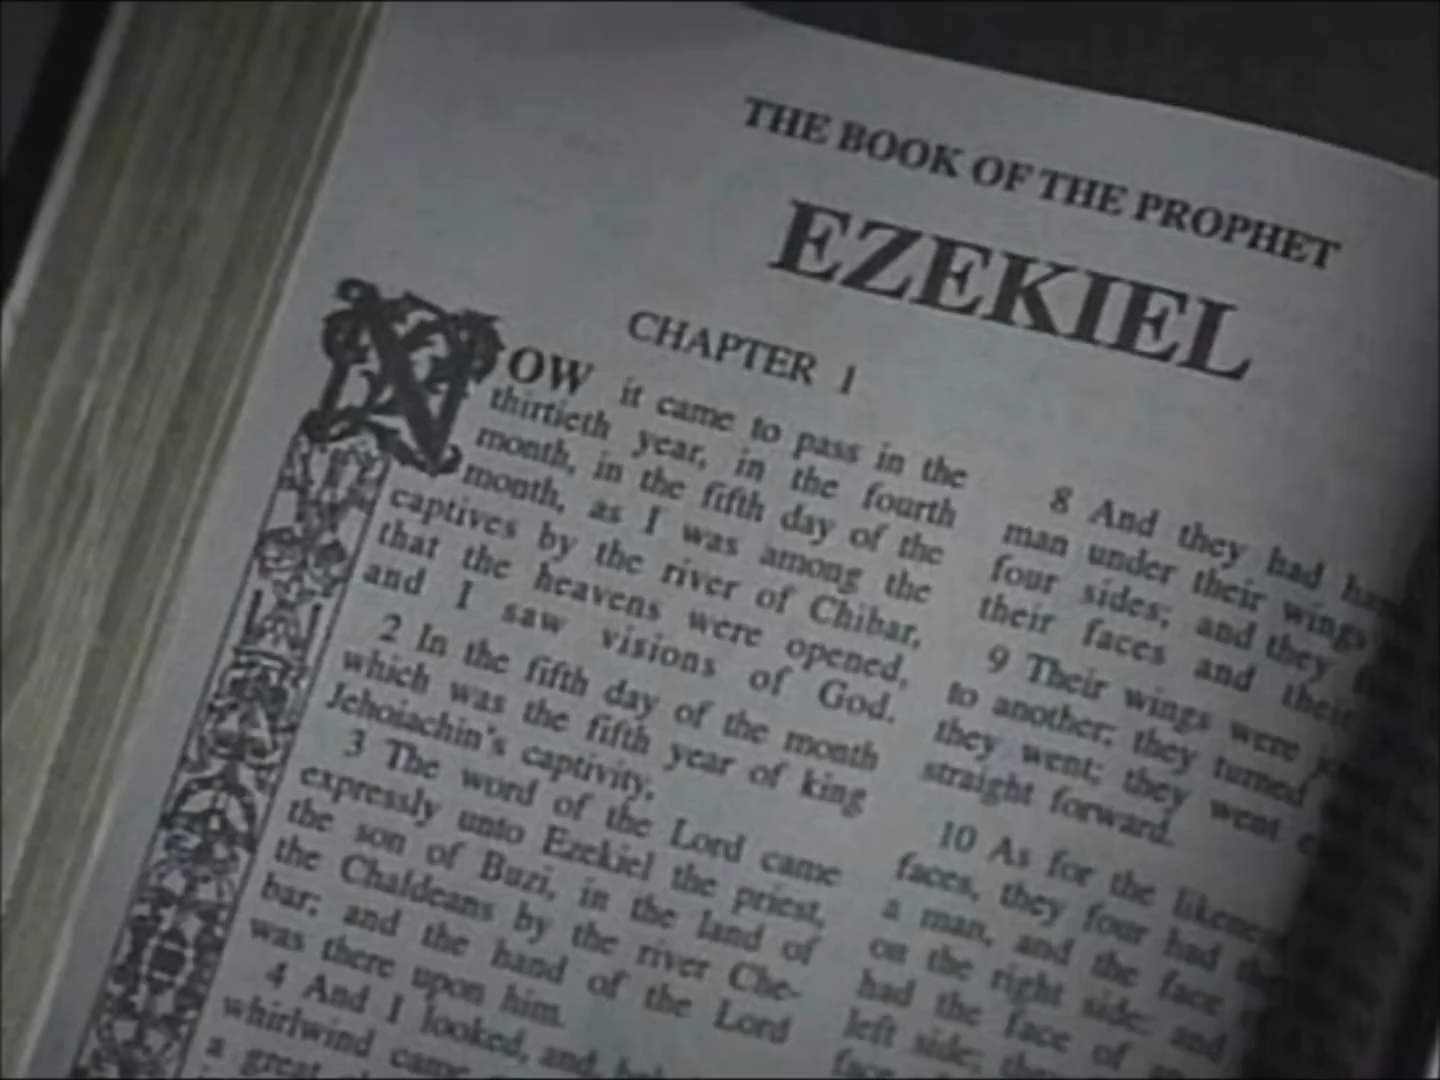 THE BOOK OF THE PROPHET
EZEKIEL
CHAPTER 1
NOW it came to pass in the
thirtieth year, in the fourth
month, in the fifth day of the
month, as I was among the
captives by the river of Chibar,
that the heavens were opened,
and I saw visions of God.
2 In the fifth day of the month
which was the fifth year of king
Jehoiachin's captivity,
3 The word of the Lord came
expressly unto Ezekiel the priest,
the son of Buzi, in the land of
the Chaldeans by the river Che-
bar; and the hand of the Lord
was there upon him.
4 And I looked, and,
whirlwind came
a great
8 And they had
man under their wings
four sides; and they
their faces and their
9 Their wings were
to another; they turned
they went; they went
straight forward.
10 As for the
faces, they four had
a man, and the face
on the right side: and
had the face of
left side;